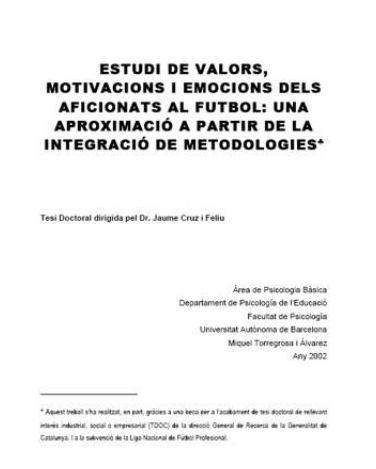 ESTUDI DE VALORS,
MOTIVACIONS I EMOCIONS DELS
AFICIONATS AL FUTBOL: UNA
APROXIMACIÓ A PARTIR DE LA
INTEGRACIÓ DE METODOLOGIES*
Tesi Doctoral dirigida pel Dr. Jaume Cruz i Feliu
Área de Psicologia Bàsica
Departament de Psicología de l'Educació
Facultat de Psicología
Universitat Autònoma de Barcelona
Miquel Torregrosa i Álvarez
Any 2002
* Aquest treball s'ha realitzat, en part, gràcies a una beca per a l'acabament de tesi doctoral de rellevant
interès industrial, social o empresarial (TDOC) de la direcció General de Recerca de la Generalitat de
Catalunya. I a la subvenció de la Liga Nacional de Fútbol Profesional.